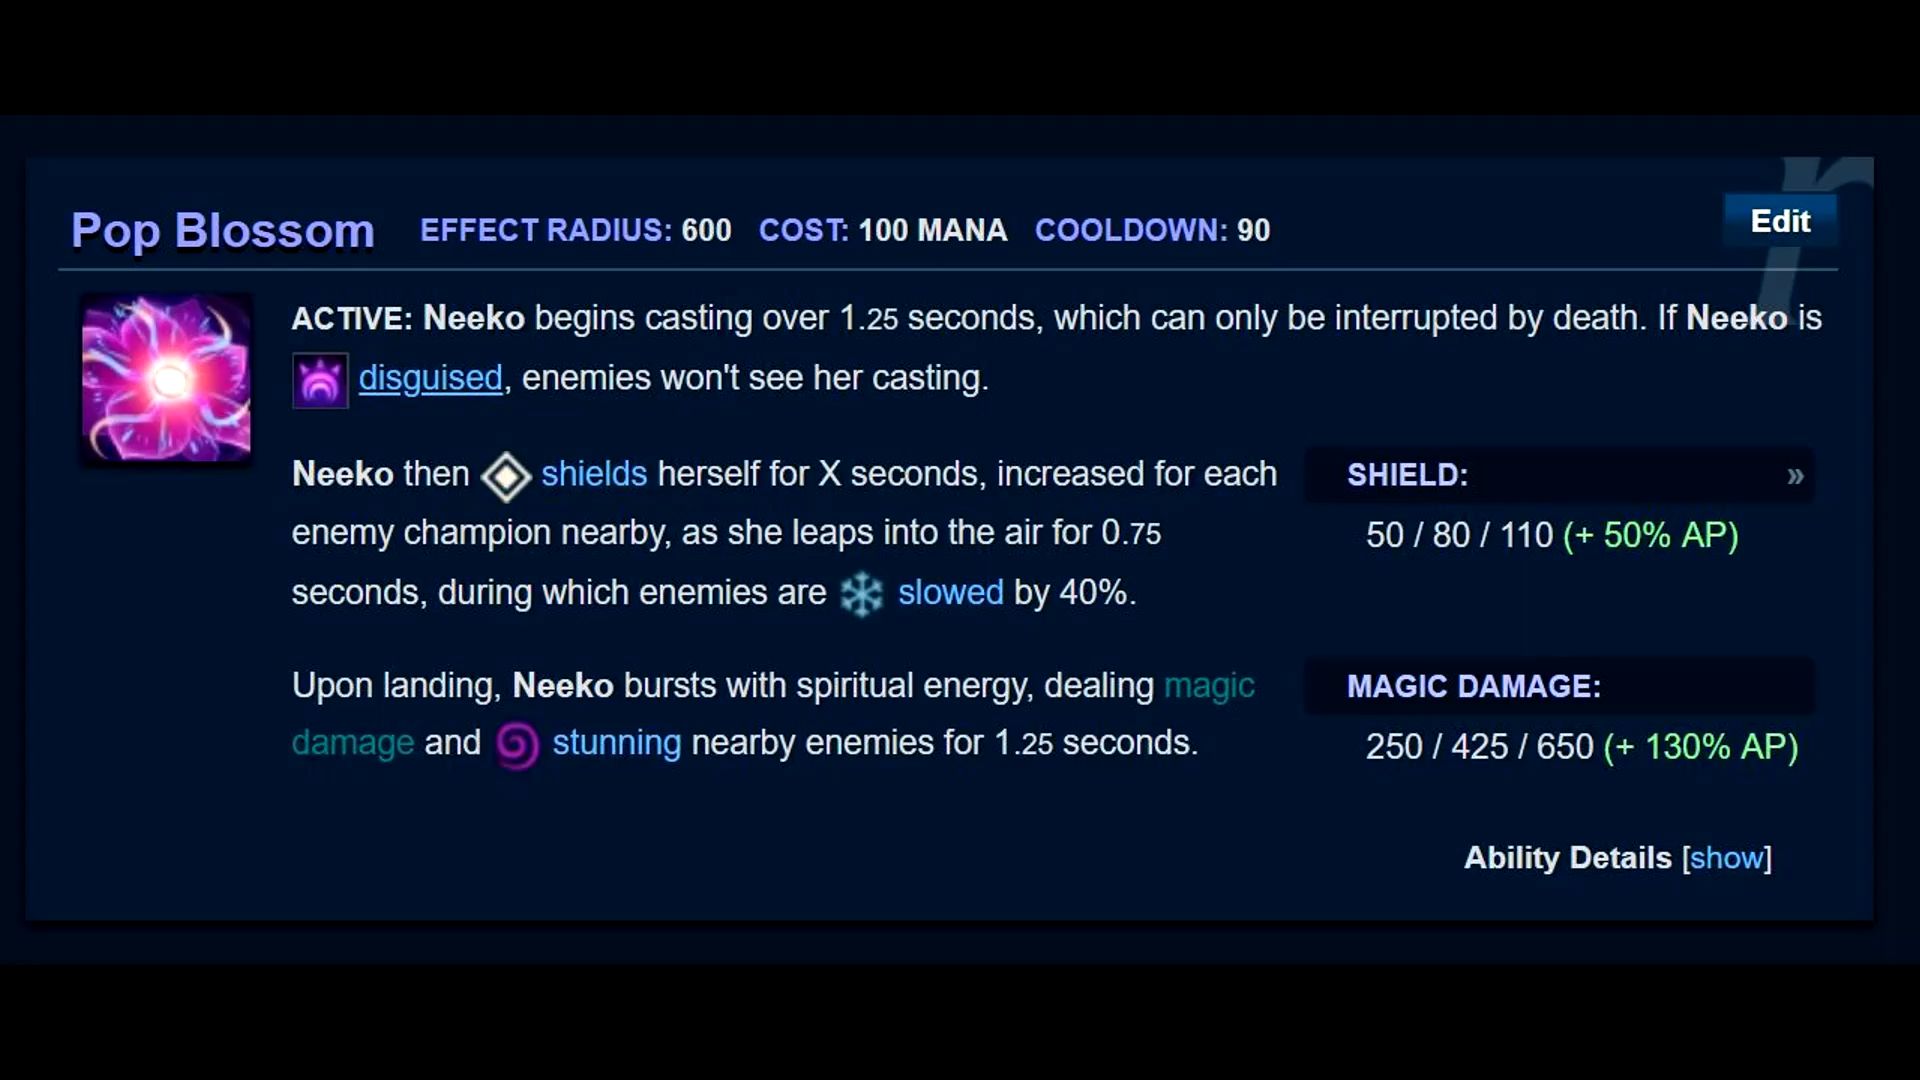 Pop Blossom EFFECT RADIUS: 600 COST: 100 MANA COOLDOWN: 90
Edit
r
ACTIVE: Neeko begins casting over 1.25 seconds, which can only be interrupted by death. If Neeko is
disguised, enemies won't see her casting.
Neeko then shields herself for X seconds, increased for each
enemy champion nearby, as she leaps into the air for 0.75
seconds, during which enemies are slowed by 40%.
SHIELD: »
50 / 80 / 110 (+ 50% AP)
Upon landing, Neeko bursts with spiritual energy, dealing magic
damage and stunning nearby enemies for 1.25 seconds.
MAGIC DAMAGE:
250 / 425 / 650 (+ 130% AP)
Ability Details [show]